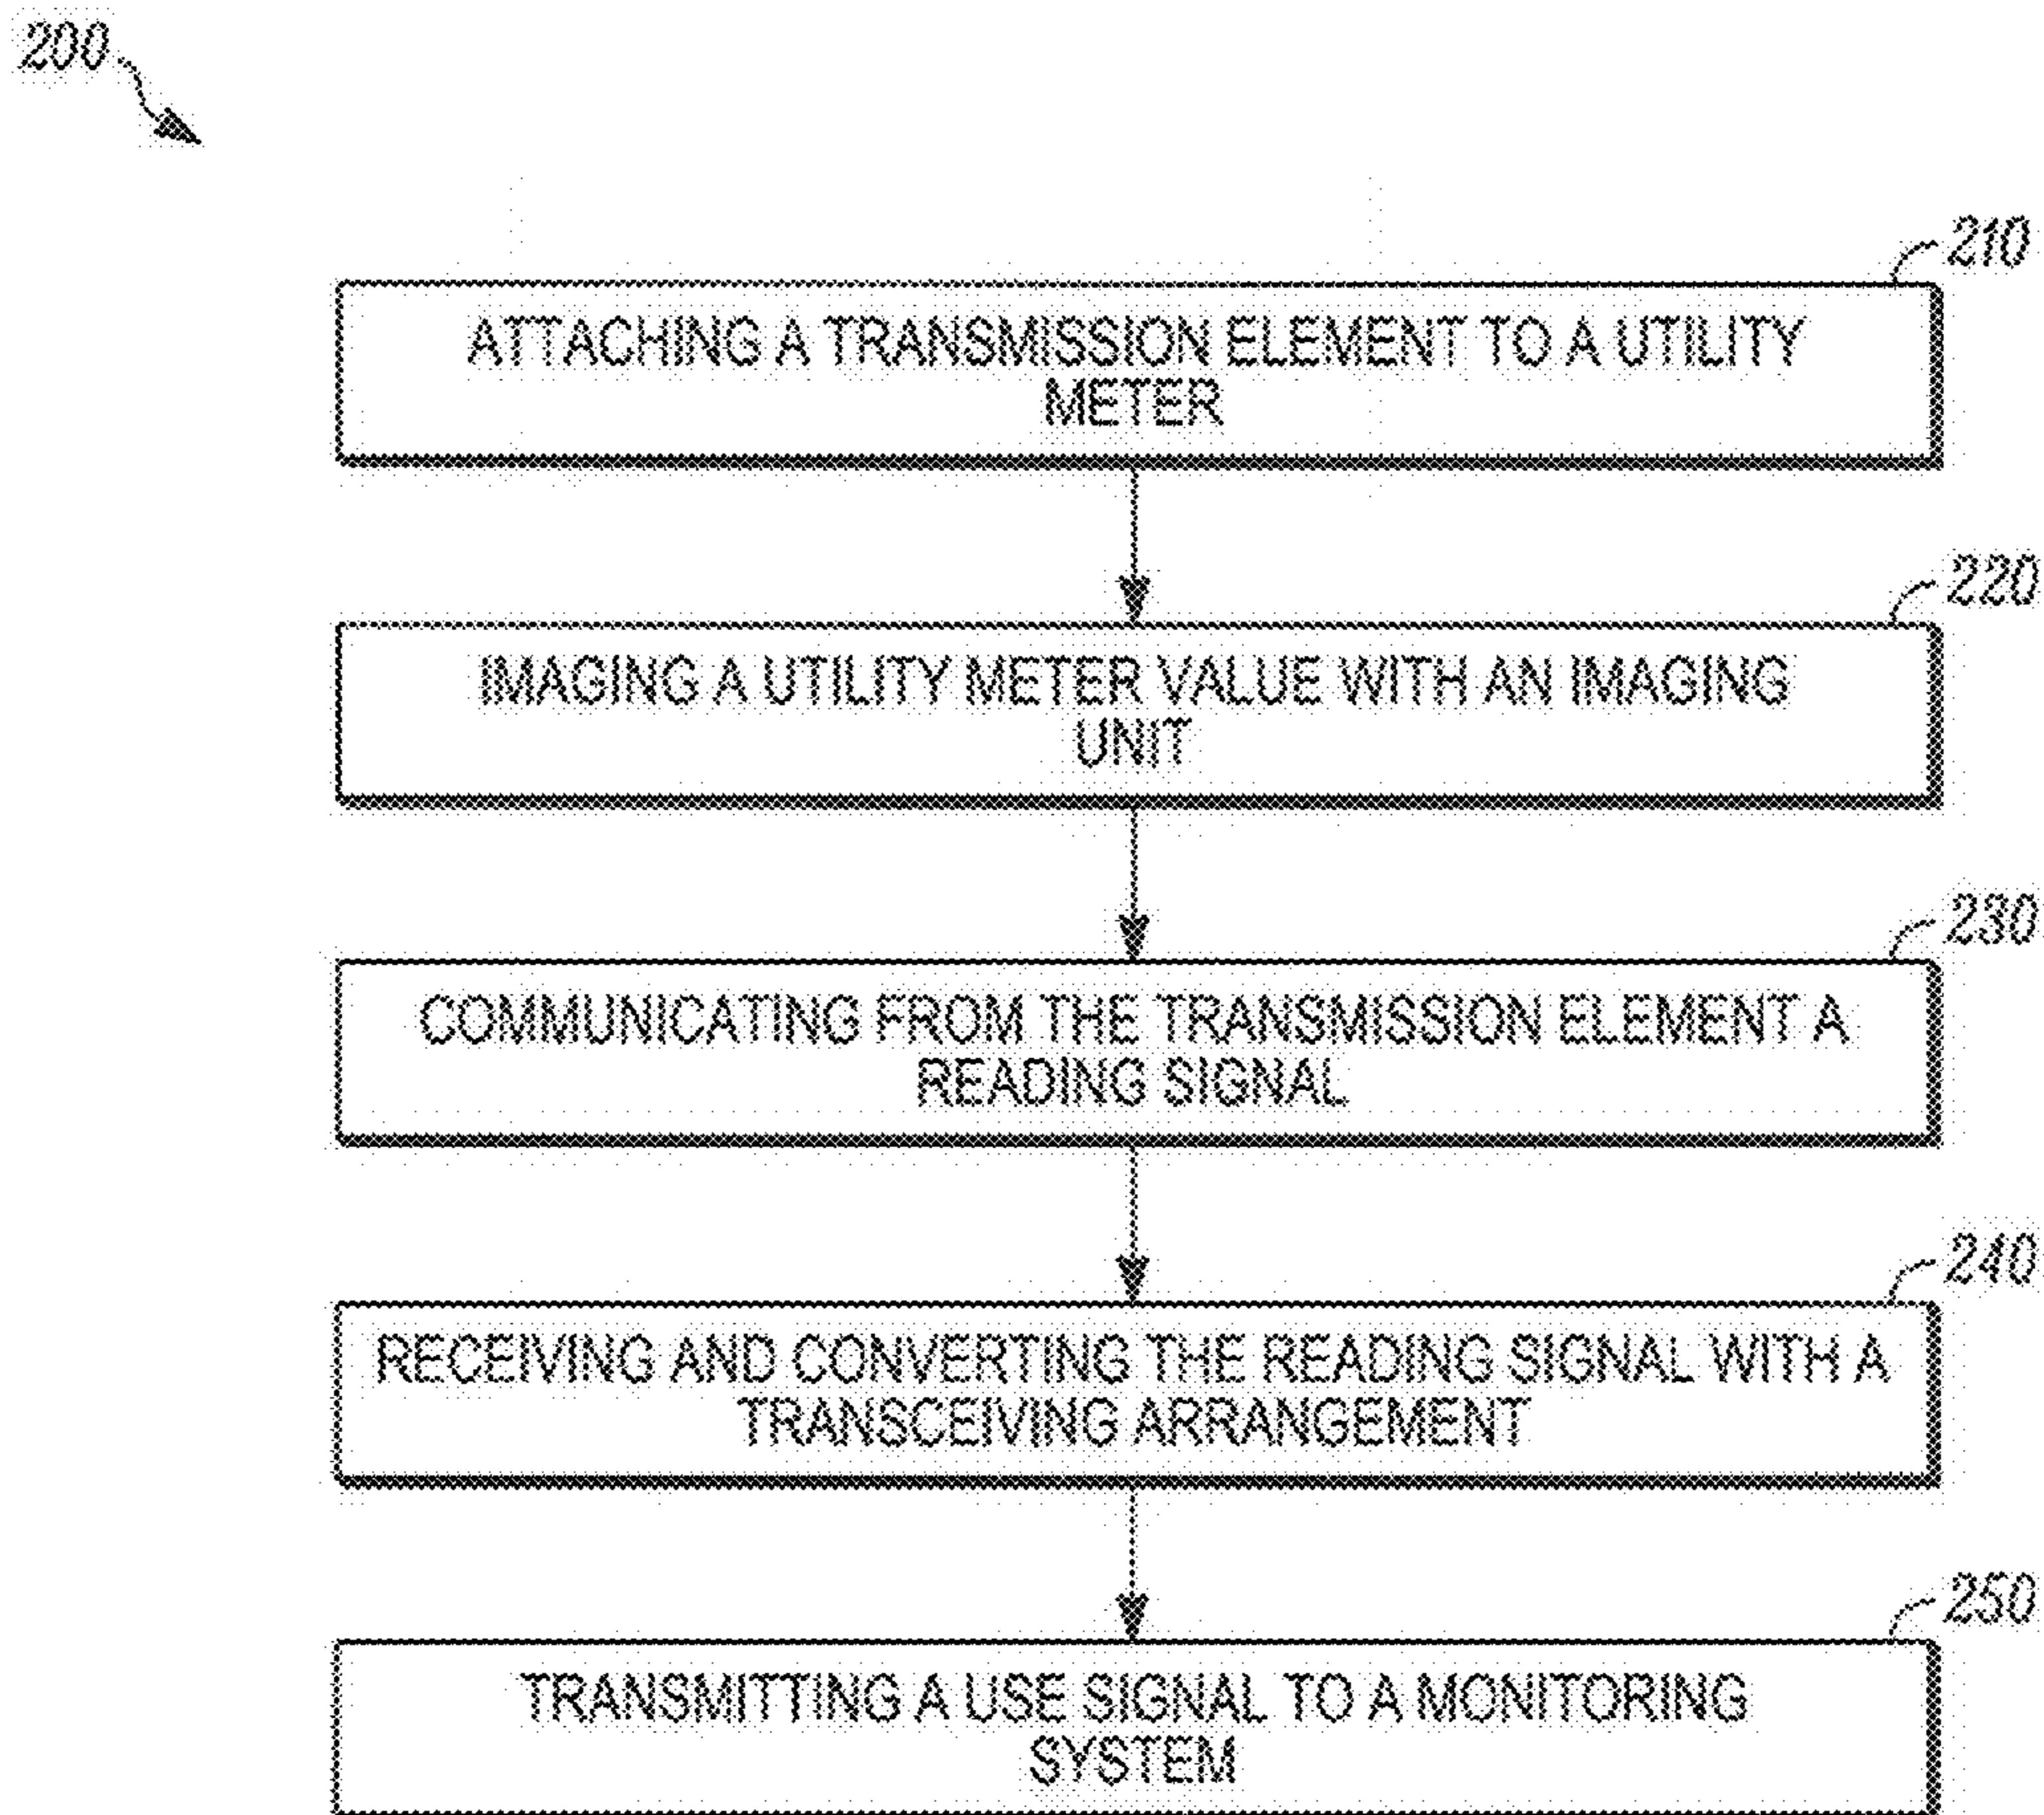 200
210
ATTACHING A TRANSMISSION ELEMENT TO A UTILITY
METER
220
IMAGING A UTILITY METER VALUE WITH AN IMAGING
UNIT
230
COMMUNICATING FROM THE TRANSMISSION ELEMENT A
READING SIGNAL
240
RECEIVING AND CONVERTING THE READING SIGNAL WITH A
TRANSCEIVING ARRANGEMENT
250
TRANSMITTING A USE SIGNAL TO A MONITORING
SYSTEM